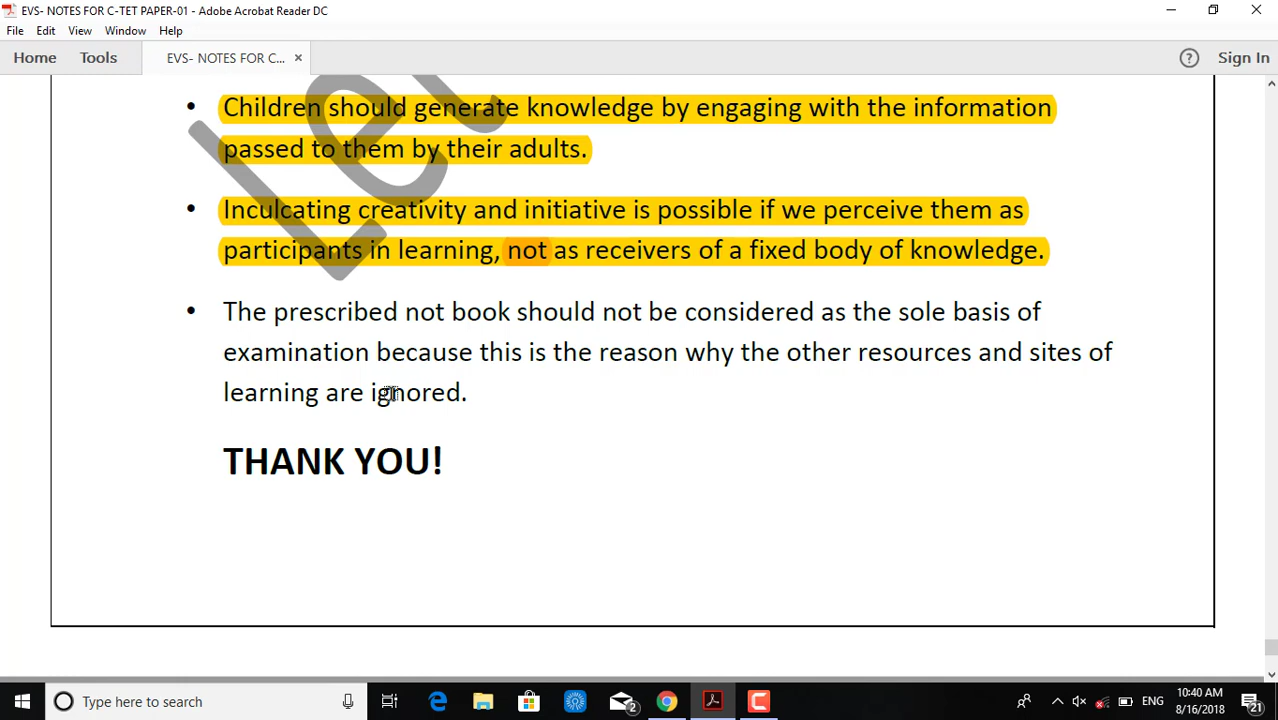 EVS- NOTES FOR C-TET PAPER-01 - Adobe Acrobat Reader DC
File Edit View Window Help
Home Tools EVS- NOTES FOR C... × ? Sign In
Let
• Children should generate knowledge by engaging with the information
passed to them by their adults.
• Inculcating creativity and initiative is possible if we perceive them as
participants in learning, not as receivers of a fixed body of knowledge.
• The prescribed not book should not be considered as the sole basis of
examination because this is the reason why the other resources and sites of
learning are ignored.
THANK YOU!
Type here to search 2 ENG 10:40 AM
8/16/2018 21